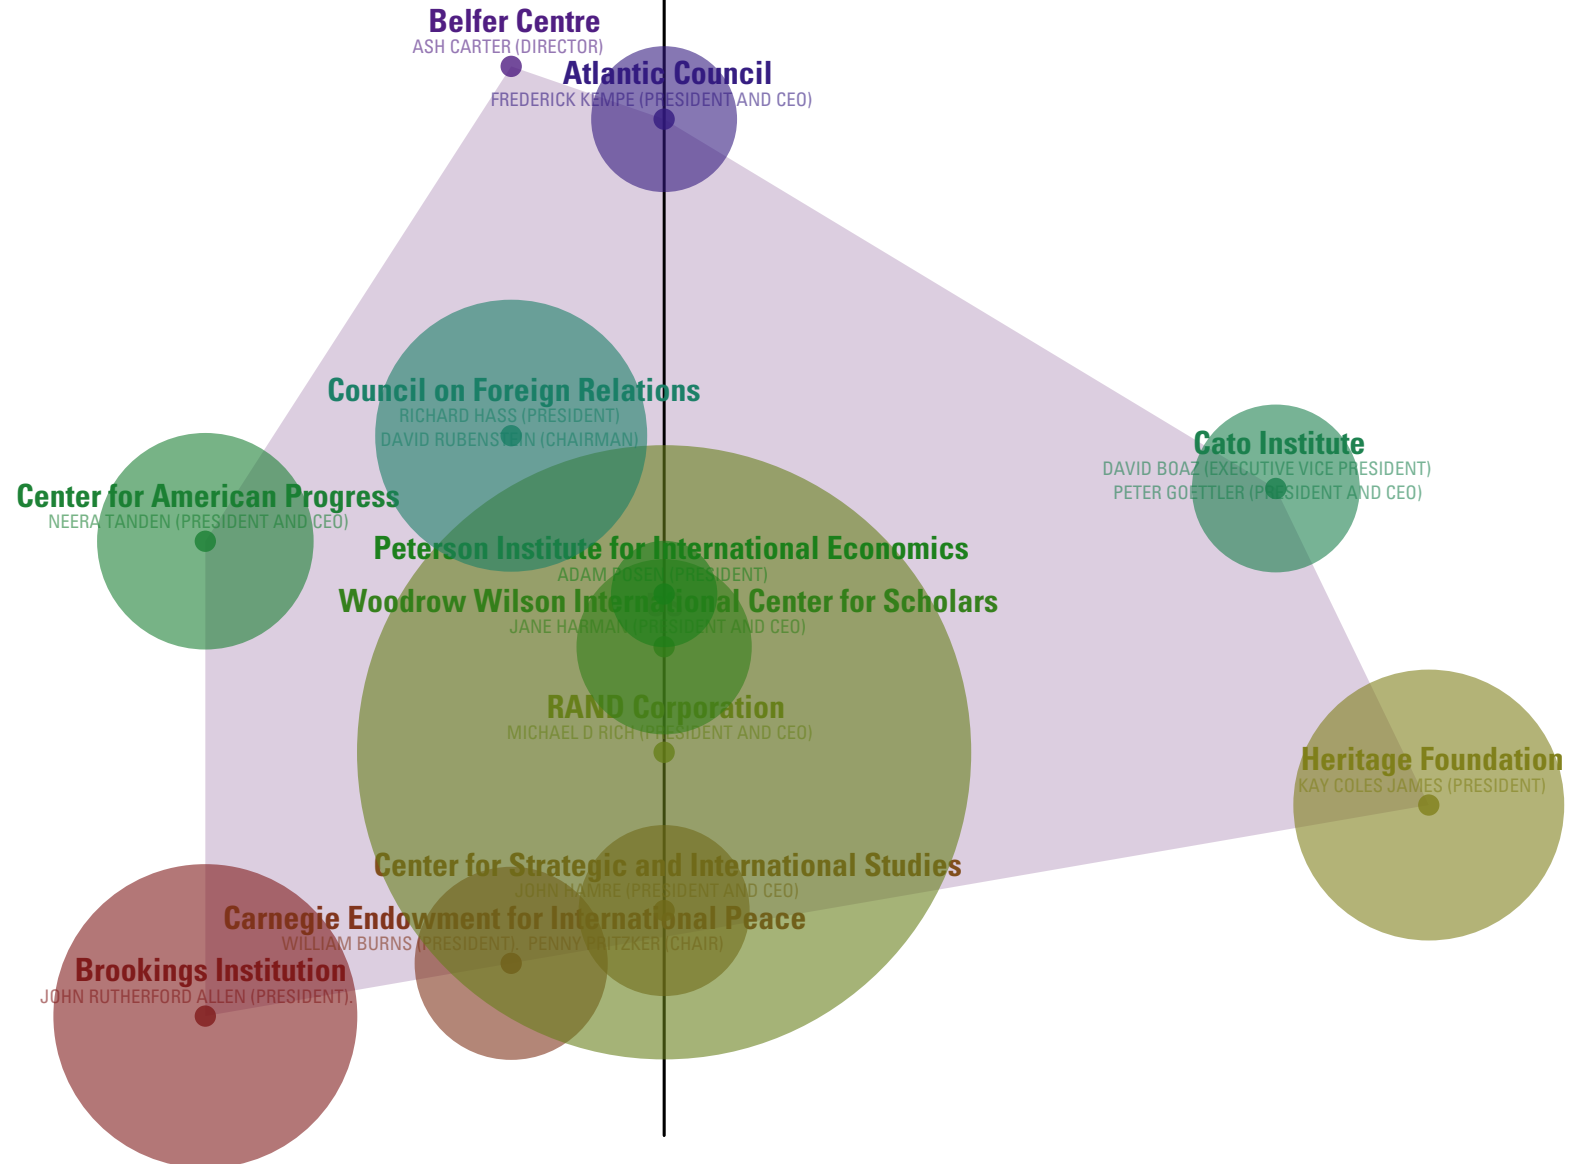 Belfer Centre
ASH CARTER (DIRECTOR)
Atlantic Council
FREDERICK KEMPE (PRESIDENT AND CEO)
Council on Foreign Relations
RICHARD HASS (PRESIDENT)
DAVID RUBENSTEIN (CHAIRMAN)
Cato Institute
DAVID BOAZ (EXECUTIVE VICE PRESIDENT)
PETER GOETTLER (PRESIDENT AND CEO)
Center for American Progress
NEERA TANDEN (PRESIDENT AND CEO)
Peterson Institute for International Economics
ADAM POSEN (PRESIDENT)
Woodrow Wilson International Center for Scholars
JANE HARMAN (PRESIDENT AND CEO)
RAND Corporation
MICHAEL D RICH (PRESIDENT AND CEO)
Heritage Foundation
KAY COLES JAMES (PRESIDENT)
Center for Strategic and International Studies
JOHN HAMRE (PRESIDENT AND CEO)
Carnegie Endowment for International Peace
WILLIAM BURNS (PRESIDENT). PENNY PRITZKER (CHAIR)
Brookings Institution
JOHN RUTHERFORD ALLEN (PRESIDENT).